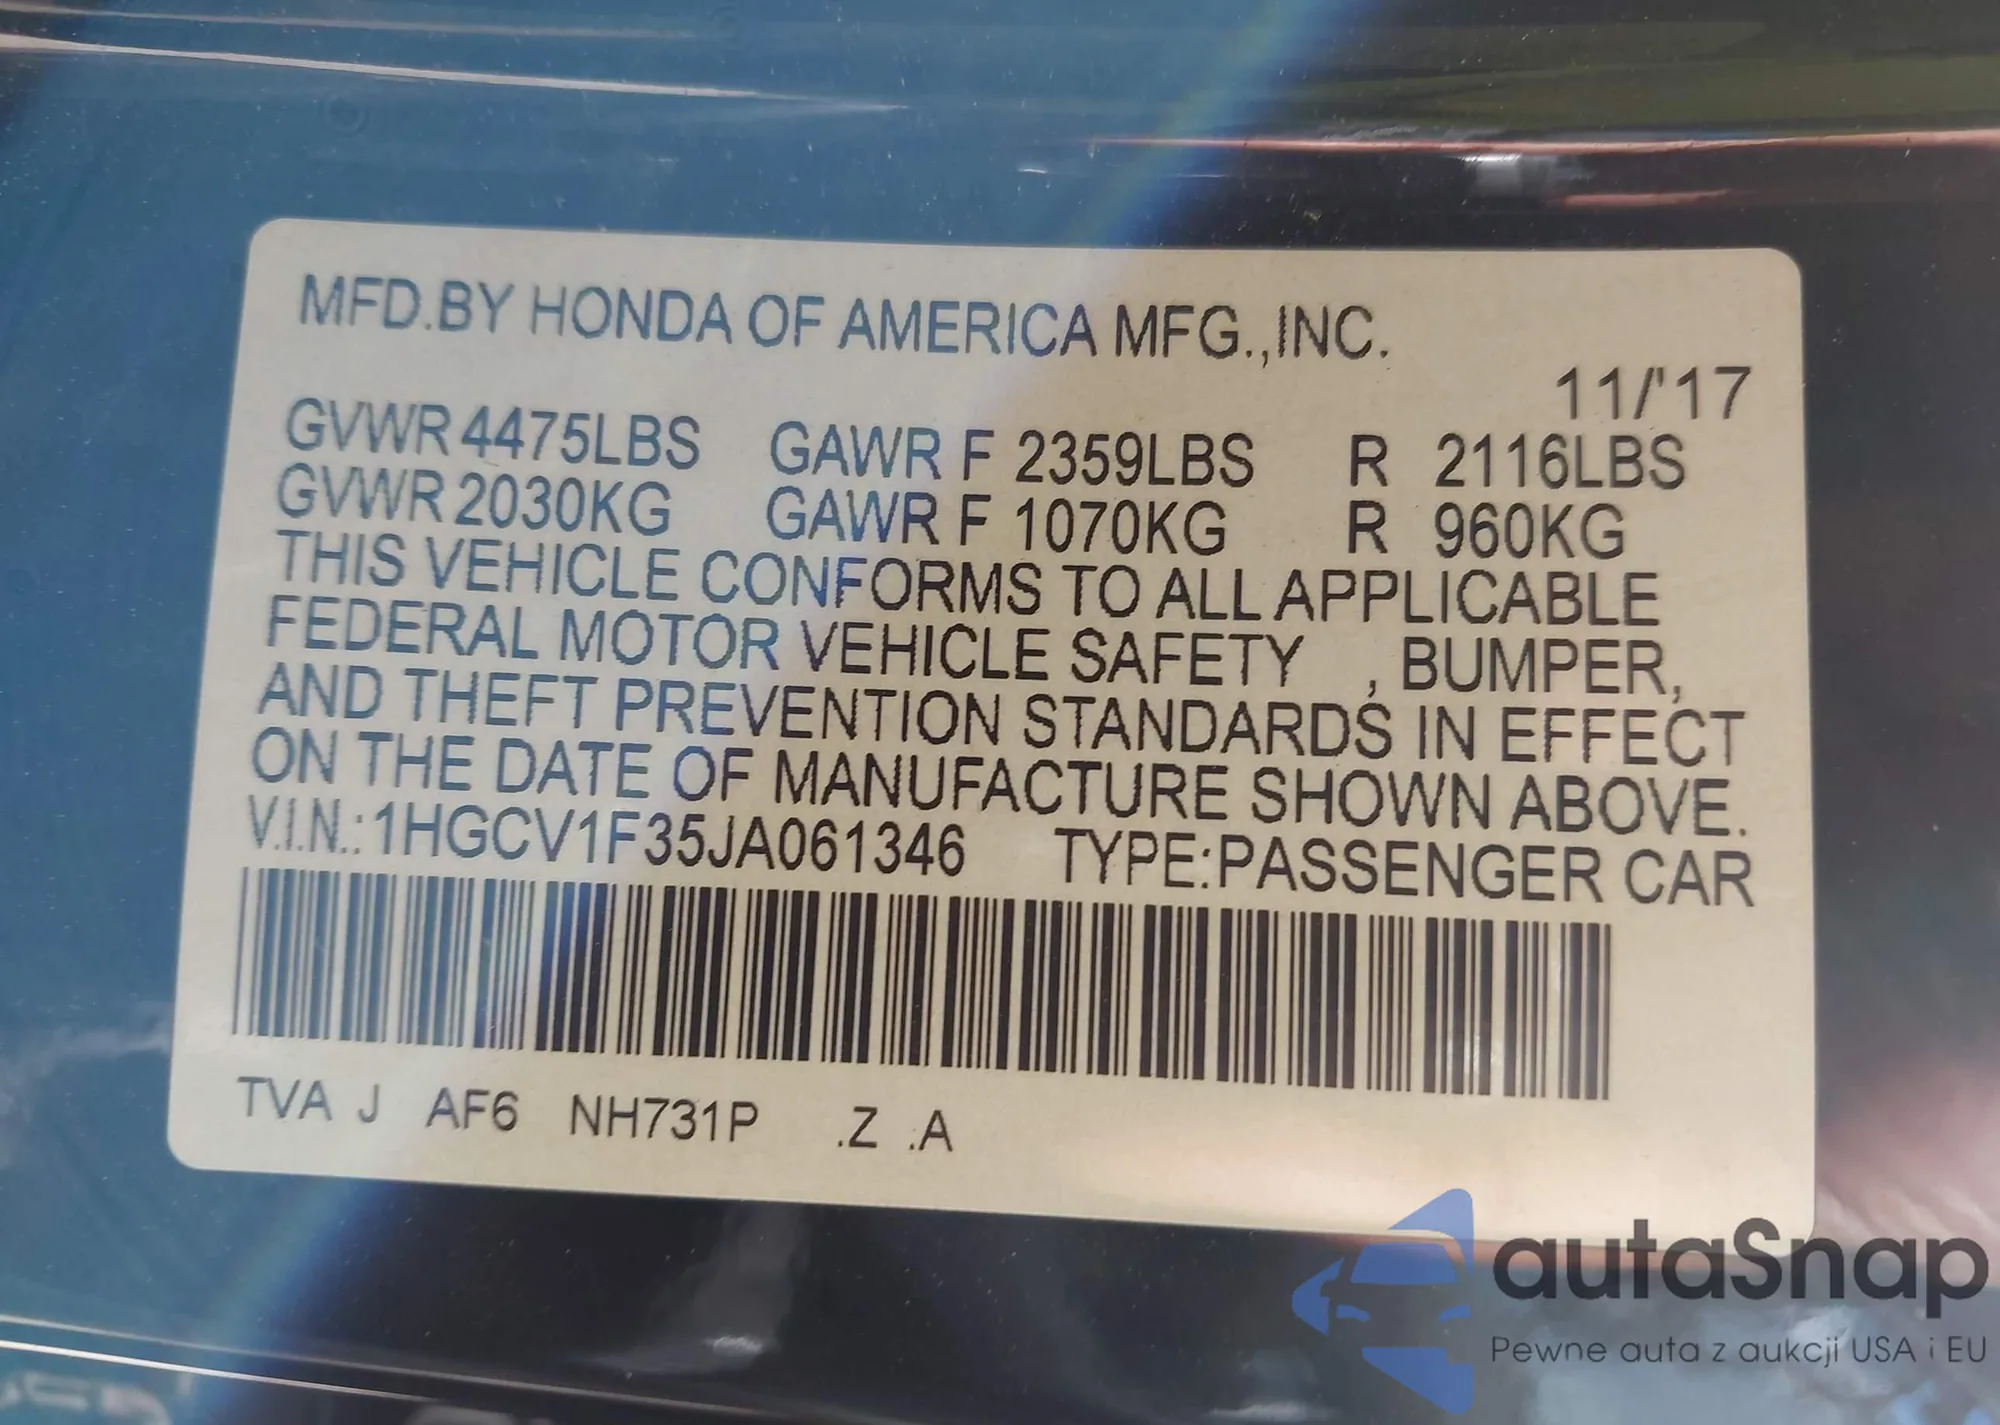 MFD.BY HONDA OF AMERICA MFG.,INC.
11/'17
GVWR 4475LBS GAWR F 2359LBS R 2116LBS
GVWR 2030KG GAWR F 1070KG R 960KG
THIS VEHICLE CONFORMS TO ALL APPLICABLE
FEDERAL MOTOR VEHICLE SAFETY , BUMPER,
AND THEFT PREVENTION STANDARDS IN EFFECT
ON THE DATE OF MANUFACTURE SHOWN ABOVE.
V.I.N.:1HGCV1F35JA061346 TYPE:PASSENGER CAR
TVA J AF6 NH731P .Z .A
autaSnap
Pewne auta z aukcji USA i EU